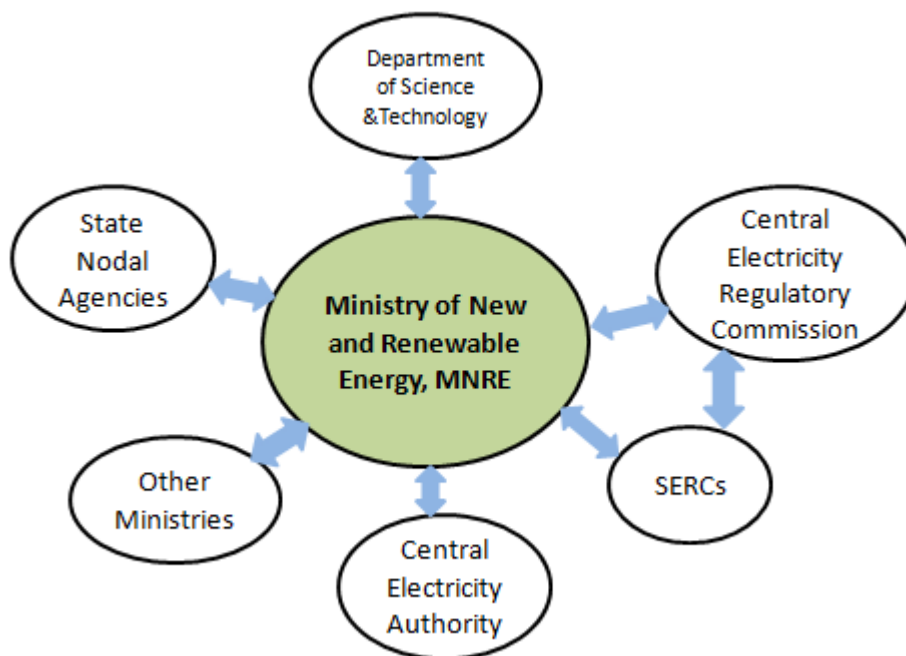 Department
of Science
&Technology
State
Nodal
Agencies
Central
Electricity
Regulatory
Commission
Ministry of New
and Renewable
Energy, MNRE
Other
Ministries
SERCs
Central
Electricity
Authority